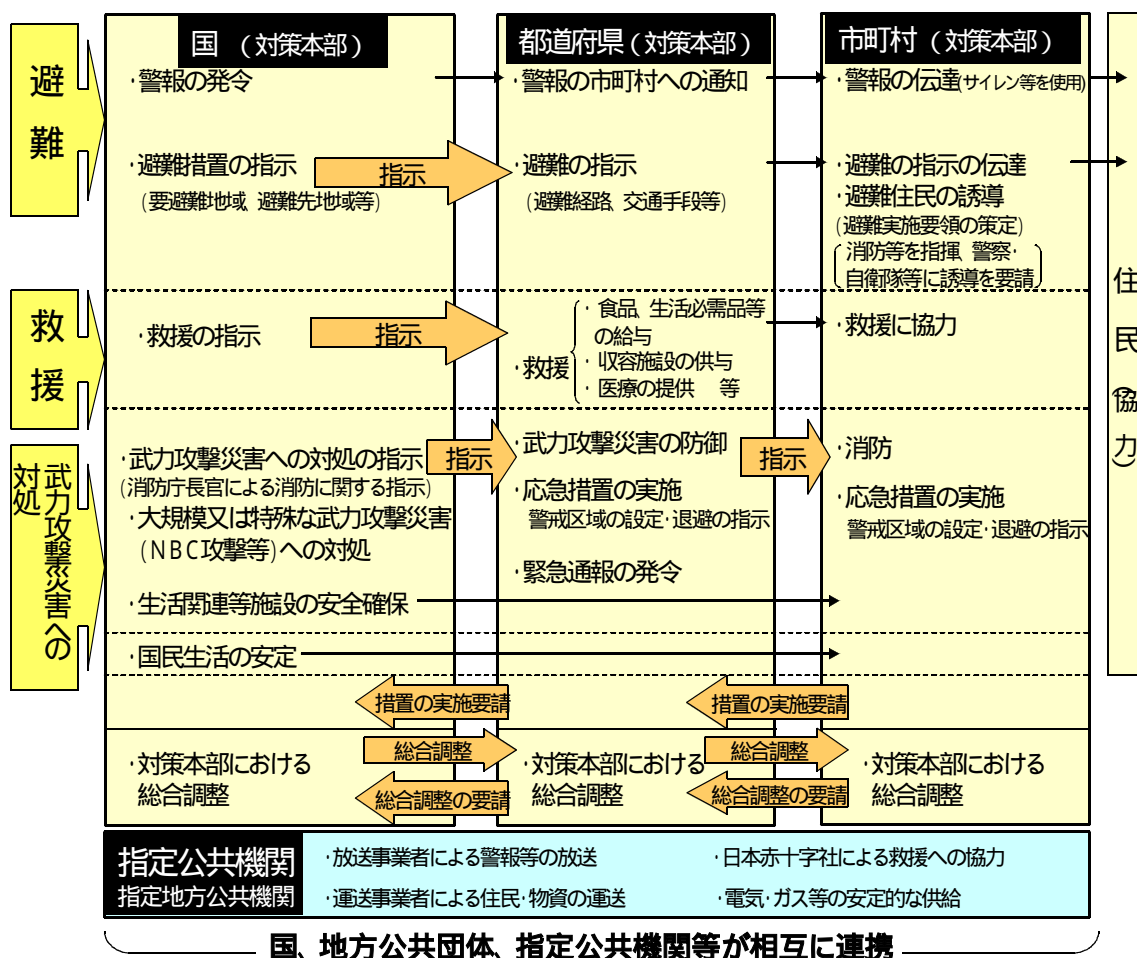 国 (対策本部)
都道府県(対策本部)
市町村 (対策本部)
避難
・警報の発令
・警報の市町村への通知
・警報の伝達(サイレン等を使用)
・避難措置の指示
(要避難地域、避難先地域等)
指示
・避難の指示
(避難経路、交通手段等)
・避難の指示の伝達
・避難住民の誘導
(避難実施要領の策定)
消防等を指揮、警察・
自衛隊等に誘導を要請
救援
・救援の指示
指示
・救援
・食品、生活必需品等
の給与
・収容施設の供与
・医療の提供 等
・救援に協力
武力攻撃災害への
対処
・武力攻撃災害への対処の指示
(消防庁長官による消防に関する指示)
・大規模又は特殊な武力攻撃災害
(NBC攻撃等)への対処
・生活関連等施設の安全確保
指示
・武力攻撃災害の防御
・応急措置の実施
警戒区域の設定・退避の指示
・緊急通報の発令
指示
・消防
・応急措置の実施
警戒区域の設定・退避の指示
・国民生活の安定
措置の実施要請
措置の実施要請
・対策本部における
総合調整
総合調整
総合調整の要請
・対策本部における
総合調整
総合調整
総合調整の要請
・対策本部における
総合調整
住民(協力)
指定公共機関
指定地方公共機関
・放送事業者による警報等の放送
・日本赤十字社による救援への協力
・運送事業者による住民・物資の運送
・電気・ガス等の安定的な供給
国、地方公共団体、指定公共機関等が相互に連携